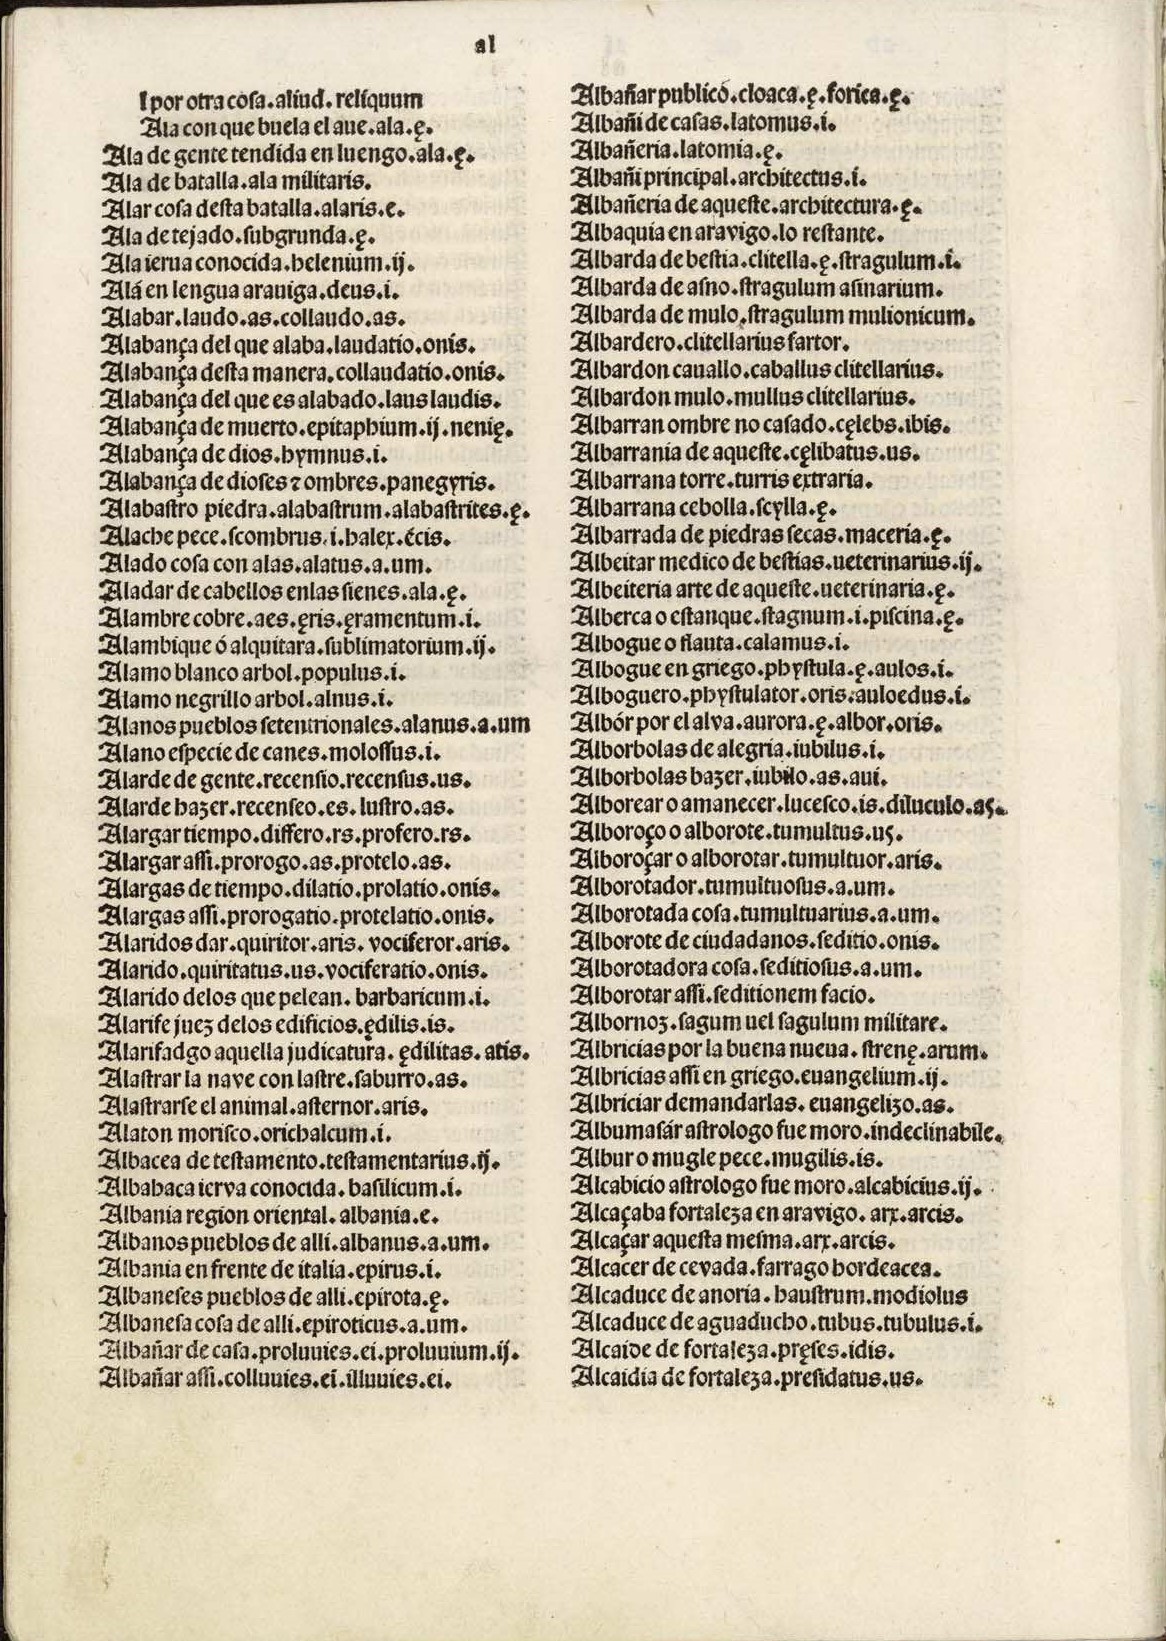 al
l por otra cosa.aliud.reliquum
Ala con que buela el aue.ala.ę.
Ala de gente tendida en luengo.ala.ę.
Ala de batalla.ala militaris.
Alar cosa desta batalla.alaris.e.
Ala de tejado.subgrunda.ę.
Ala ierua conocida.helenium.ij.
Alá en lengua arauiga.deus.i.
Alabar.laudo.as.collaudo.as.
Alabança del que alaba.laudatio.onis.
Alabança desta manera.collaudatio.onis.
Alabança del que es alabado.laus laudis.
Alabança de muerto.epitaphium.ij.nenię.
Alabança de dios.hymnus.i.
Alabança de dioses ⁊ ombres.panegyris.
Alabastro piedra.alabastrum.alabastrites.ę.
Alache pece.scombrus.i.halex.écis.
Alado cosa con alas.alatus.a.um.
Aladar de cabellos enlas sienes.ala.ę.
Alambre cobre.aes.ęris.ęramentum.i.
Alambique ó alquitara.sublimatorium.ij.
Alamo blanco arbol.populus.i.
Alamo negrillo arbol.alnus.i.
Alanos pueblos setentrionales.alanus.a.um
Alano especie de canes.molossus.i.
Alarde de gente.recensio.recensus.us.
Alarde hazer.recenseo.es.lustro.as.
Alargar tiempo.differo.rs.profero.rs.
Alargar assi.prorogo.as.protelo.as.
Alargas de tiempo.dilatio.prolatio.onis.
Alargas assi.prorogatio.protelatio.onis.
Alaridos dar.quiritor.aris.vociferor.aris.
Alarido.quiritatus.us.vociferatio.onis.
Alarido delos que pelean.barbaricum.i.
Alarife juez delos edificios.ędilis.is.
Alarifadgo aquella judicatura.ędilitas.atis.
Alastrar la nave con lastre.saburro.as.
Alastrarse el animal.asternor.aris.
Alaton morisco.orichalcum.i.
Albacea de testamento.testamentarius.ij.
Albahaca ierva conocida.basilicum.i.
Albania region oriental.albania.e.
Albanos pueblos de alli.albanus.a.um.
Albania en frente de italia.epirus.i.
Albaneses pueblos de alli.epirota.ę.
Albanesa cosa de alli.epiroticus.a.um.
Albañar de casa.proluuies.ei.proluuium.ij.
Albañar assi.colluuies.ei.illuuies.ei.
Albañar publicó.cloaca.ę.forica.ę.
Albañi de casas.latomus.i.
Albañeria.latomia.ę.
Albañi principal.architectus.i.
Albañeria de aqueste.architectura.ę.
Albaquia en aravigo.lo restante.
Albarda de bestia.clitella.ę.stragulum.i.
Albarda de asno.stragulum asinarium.
Albarda de mulo.stragulum mulionicum.
Albardero.clitellarius fartor.
Albardon cauallo.caballus clitellarius.
Albardon mulo.mullus clitellarius.
Albarran ombre no casado.cęlebs.ibis.
Albarrania de aqueste.cęlibatus.us.
Albarrana torre.turris extraria.
Albarrana cebolla.scylla.ę.
Albarrada de piedras secas.maceria.ę.
Albeitar medico de bestias.ueterinarius.ij.
Albeiteria arte de aqueste.ueterinaria.ę.
Alberca o estanque.stagnum.i.piscina.ę.
Albogue o flauta.calamus.i.
Albogue en griego.phystula.ę.aulos.i.
Alboguero.phystulator.oris.auloedus.i.
Albór por el alva.aurora.ę.albor.oris.
Alborbolas de alegria.iubilus.i.
Alborbolas hazer.iubilo.as.aui.
Alborear o amanecer.lucesco.is.diluculo.as.
Alboroço o alborote.tumultus.us.
Alboroçar o alborotar.tumultuor.aris.
Alborotador.tumultuosus.a.um.
Alborotada cosa.tumultuarius.a.um.
Alborote de ciudadanos.seditio.onis.
Alborotadora cosa.seditiosus.a.um.
Alborotar assi.seditionem facio.
Albornoz.sagum uel sagulum militare.
Albricias por la buena nueua.strenę.arum.
Albricias assi en griego.euangelium.ij.
Albriciar demandarlas.euangelizo.as.
Albumasár astrologo fue moro.indeclinabile.
Albur o mugle pece.mugilis.is.
Alcabicio astrologo fue moro.alcabicius.ij.
Alcaçaba fortaleza en aravigo.arx.arcis.
Alcaçar aquesta mesma.arx.arcis.
Alcacer de cevada.farrago hordeacea.
Alcaduce de anoria.haustrum.modiolus
Alcaduce de aguaducho.tubus.tubulus.i.
Alcaide de fortaleza.pręses.idis.
Alcaidia de fortaleza.presidatus.us.